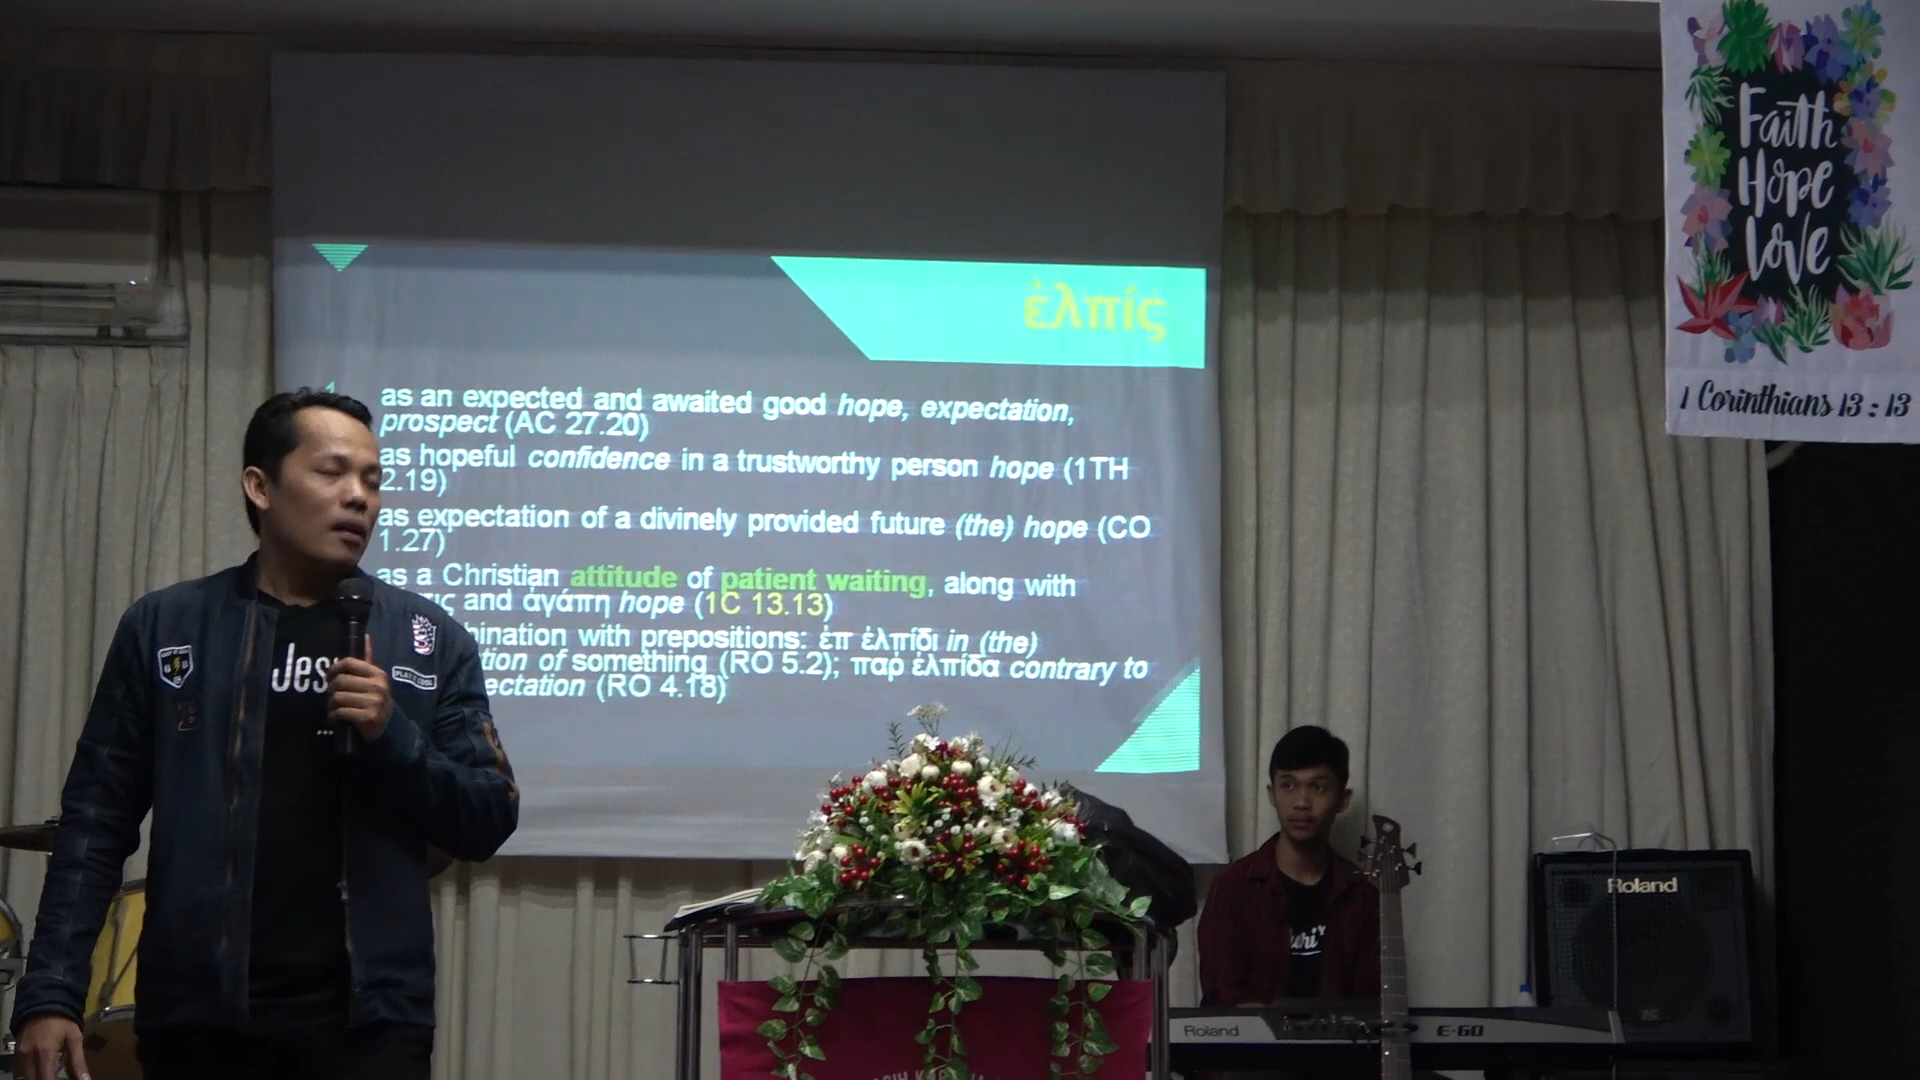 ἐλπίς
as an expected and awaited good hope, expectation,
prospect (AC 27.20)
as hopeful confidence in a trustworthy person hope (1TH
2.19)
as expectation of a divinely provided future (the) hope (CO
1.27)
as a Christian attitude of patient waiting, along with
and ἀγάπη hope (1C 13.13)
with prepositions: ἐπ ἐλπίδι in (the)
of something (RO 5.2); παρ ἐλπίδα contrary to
(RO 4.18)
Faith
Hope
Love
1 Corinthians 13 : 13
Roland
Roland E-60